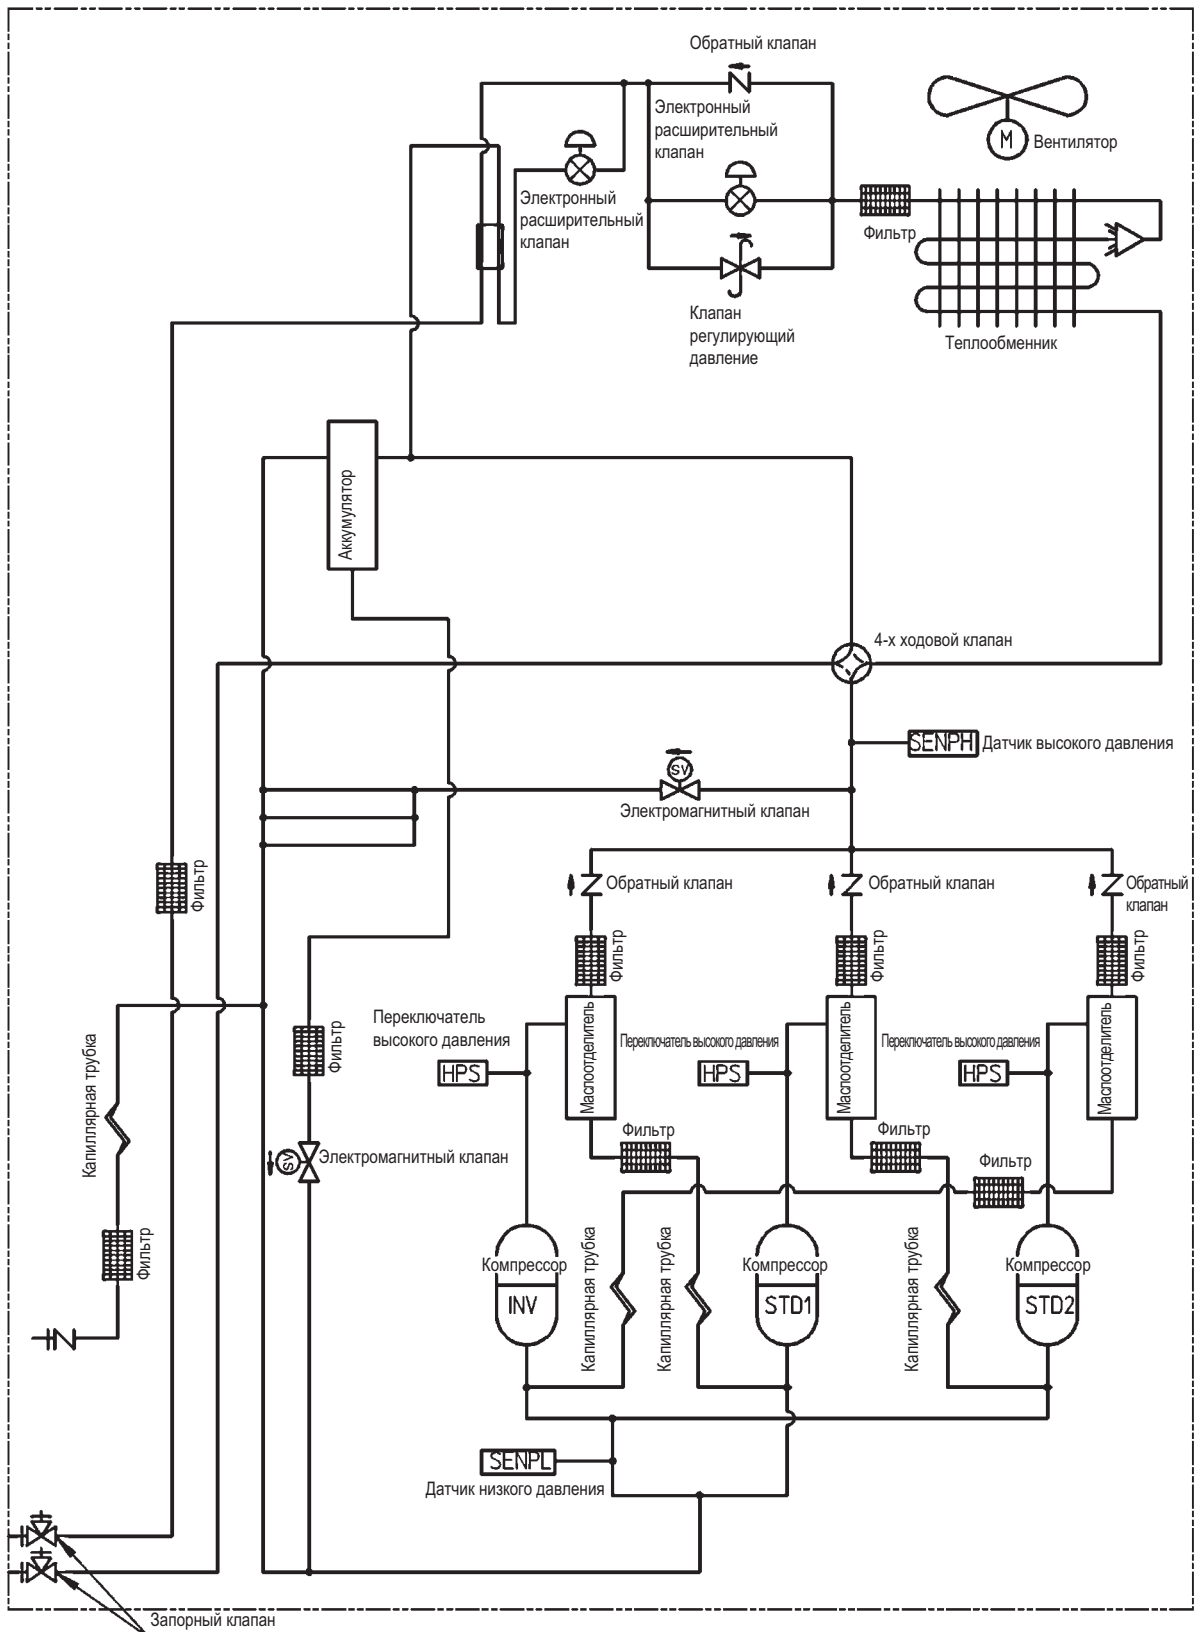 Обратный клапан
Электронный
расширительный
клапан
М
Вентилятор
Электронный
расширительный
клапан
Фильтр
Клапан
регулирующий
давление
Теплообменник
Аккумулятор
4-х ходовой клапан
SENPH
Датчик высокого давления
SV
Электромагнитный клапан
Фильтр
Обратный клапан
Обратный клапан
Обратный
клапан
Фильтр
Фильтр
Фильтр
Капиллярная трубка
Фильтр
Переключатель
высокого давления
HPS
Маслоотделитель
Переключатель высокого давления
HPS
Маслоотделитель
Переключатель высокого давления
HPS
Маслоотделитель
SV
Электромагнитный клапан
Фильтр
Фильтр
Фильтр
Фильтр
Компрессор
INV
Капиллярная трубка
Капиллярная трубка
Компрессор
STD1
Капиллярная трубка
Компрессор
STD2
SENPL
Датчик низкого давления
Запорный клапан